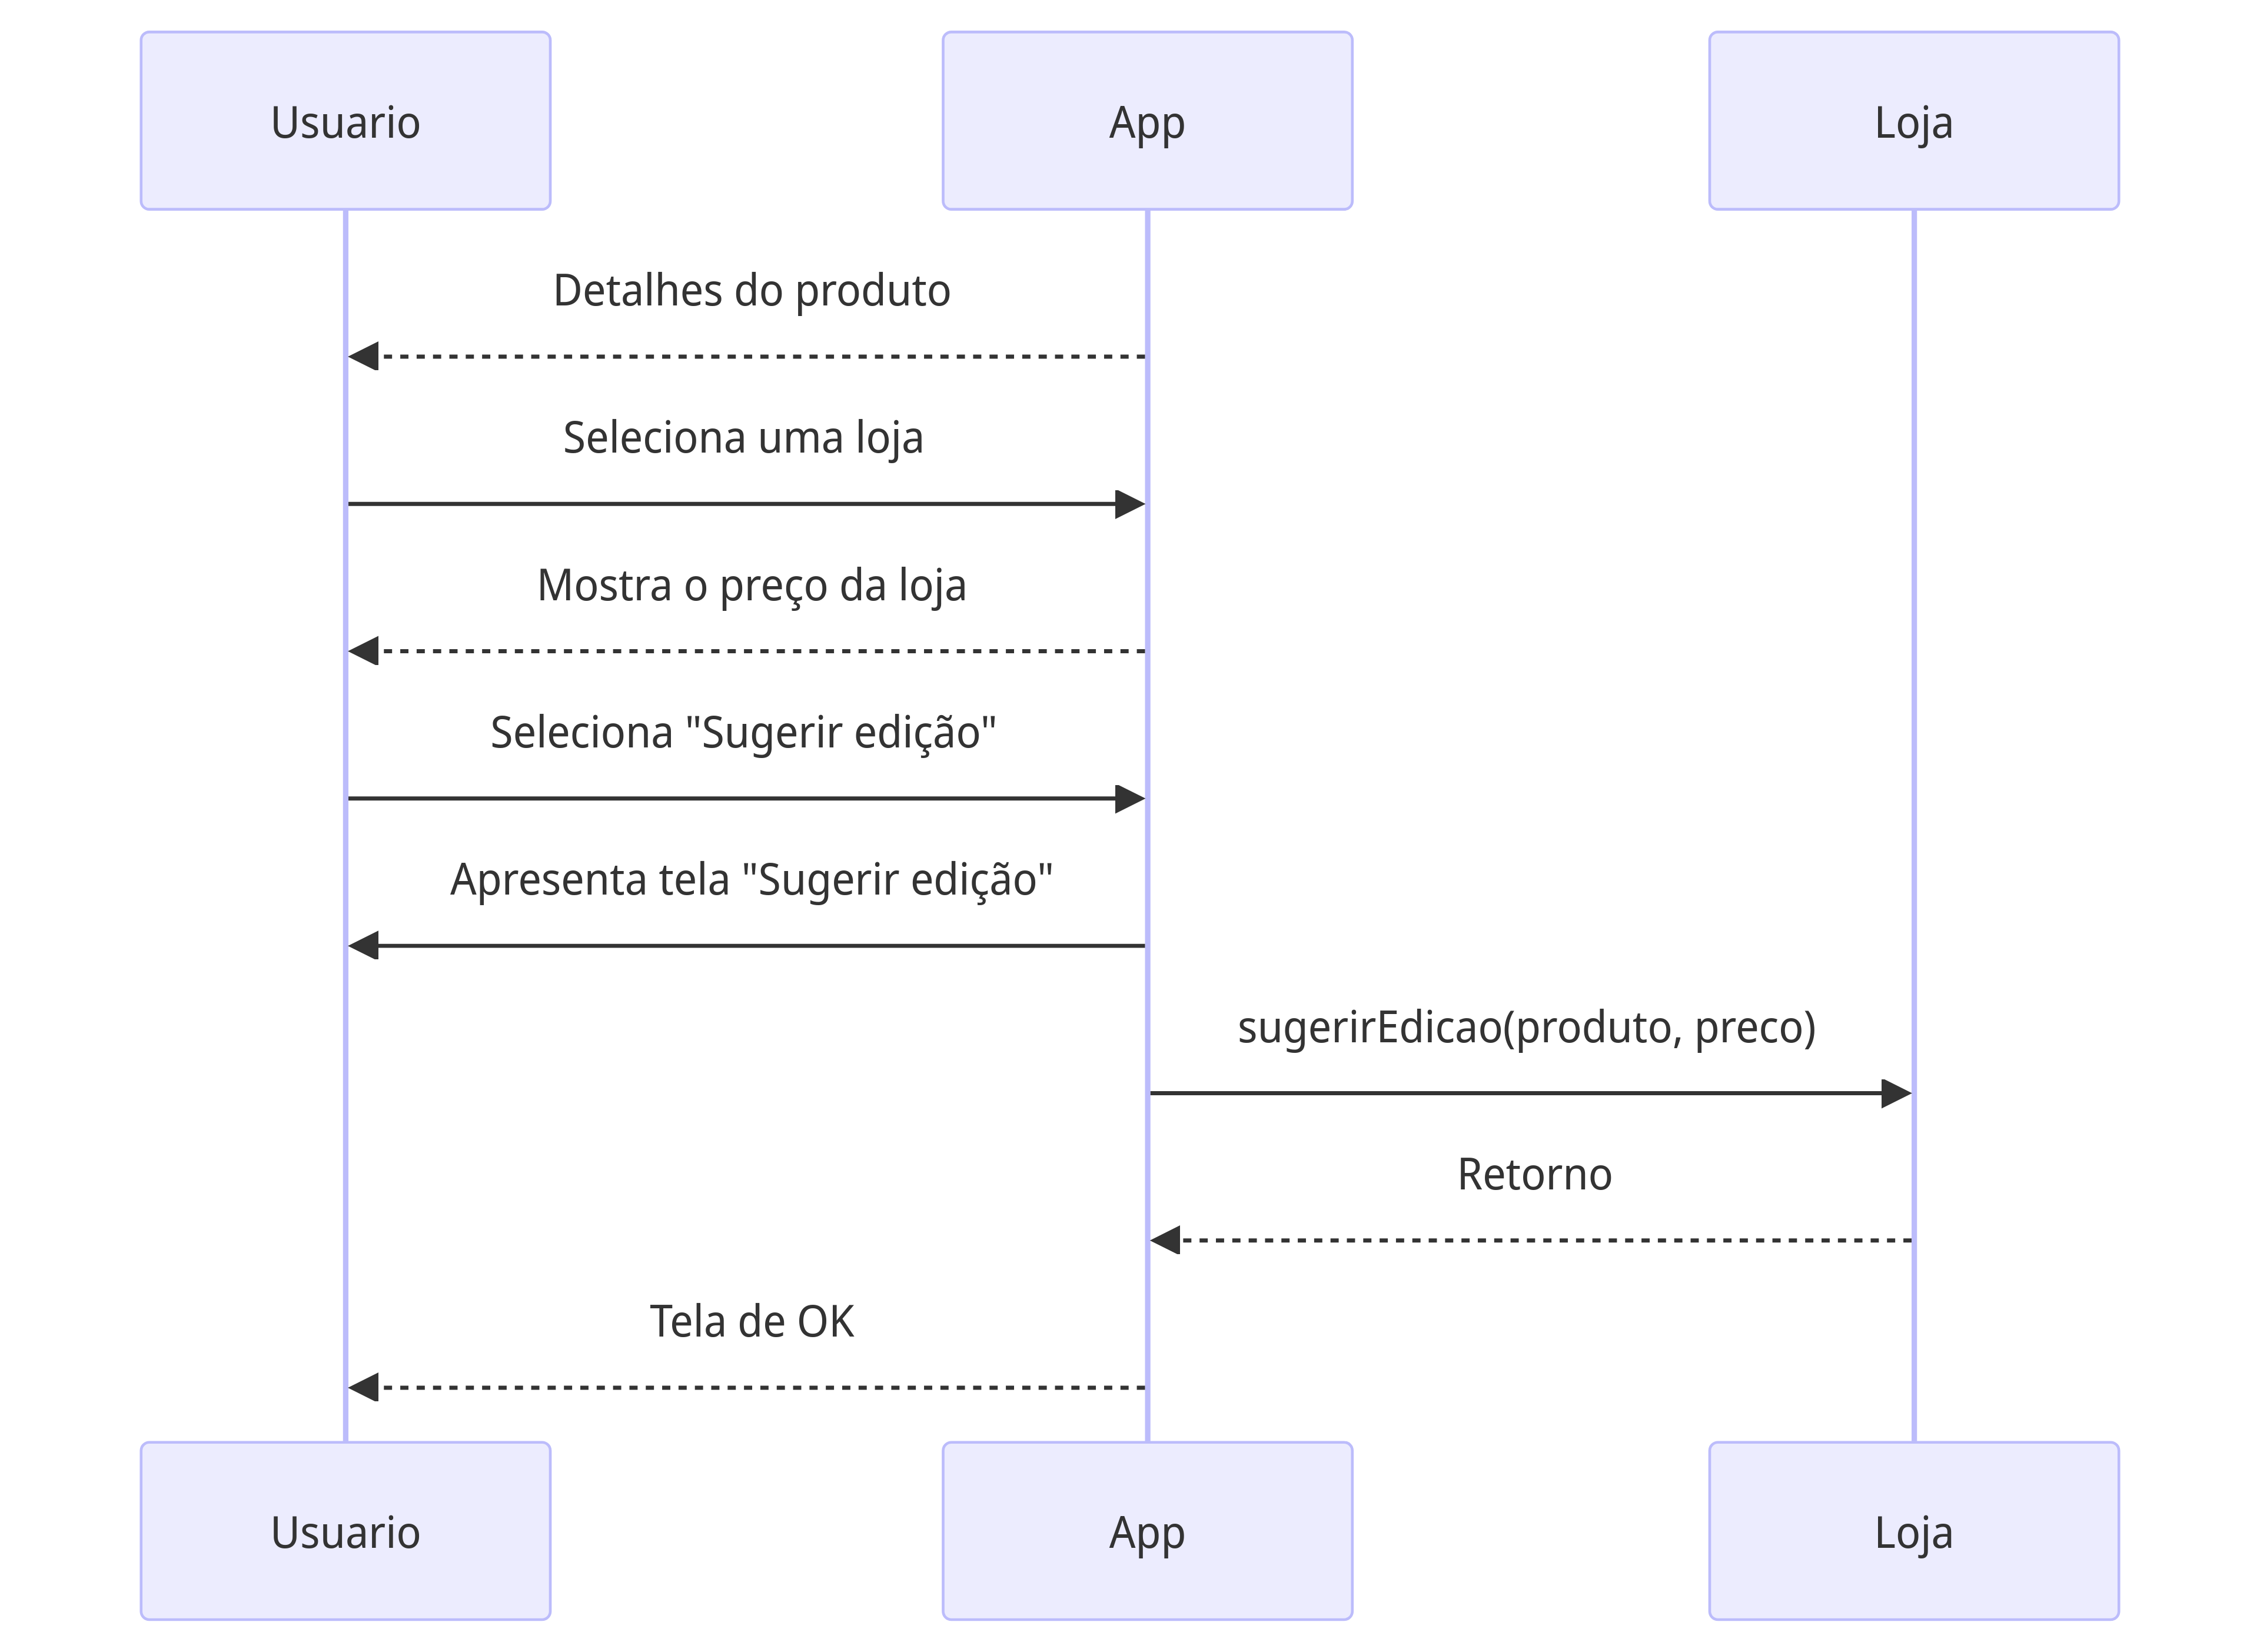 Usuario
App
Loja
Detalhes do produto
Seleciona uma loja
Mostra o preço da loja
Seleciona "Sugerir edição"
Apresenta tela "Sugerir edição"
sugerirEdicao(produto, preco)
Retorno
Tela de OK
Usuario
App
Loja